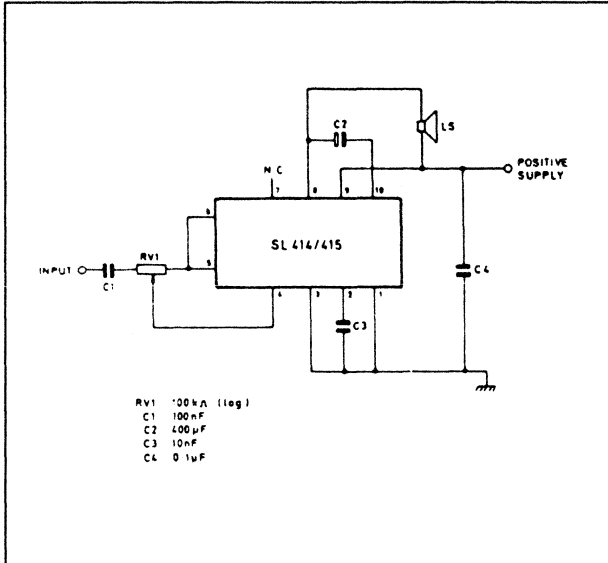 C2
LS
POSITIVE
SUPPLY
N C
7 8 9 10
6
5
SL 414/415
INPUT
C1
RV1
4 3 2 1
C3
C4
RV1 100kΩ (log)
C1 100nF
C2 400µF
C3 10nF
C4 0·1µF